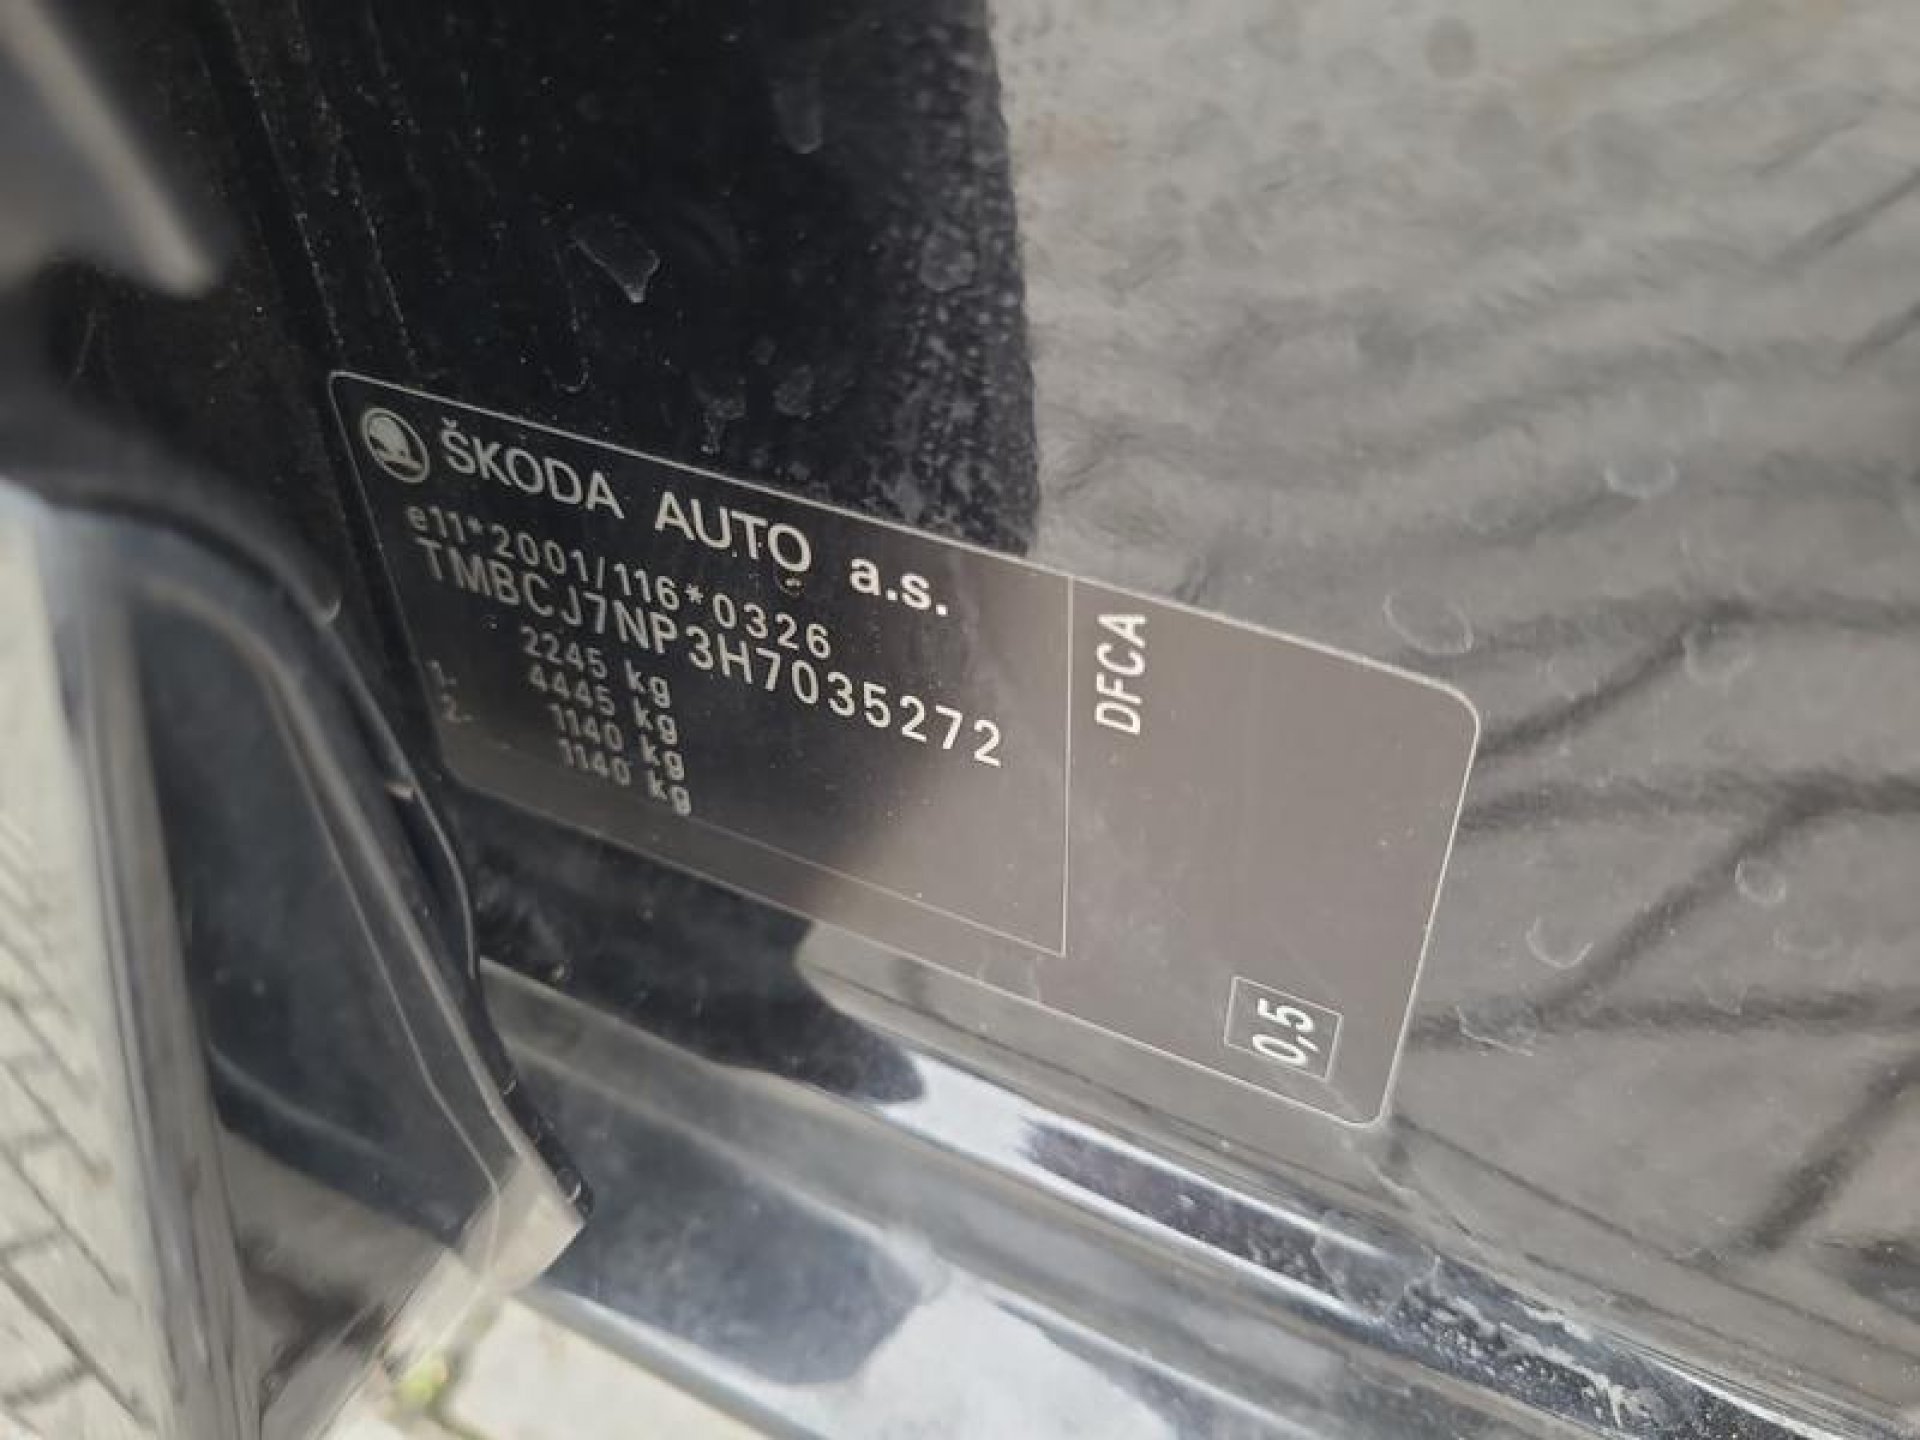 ŠKODA AUTO a.s.
e11*2001/116*0326
TMBCJ7NP3H7035272
2245 kg
4445 kg
1. 1140 kg
2. 1140 kg
DFCA
0,5